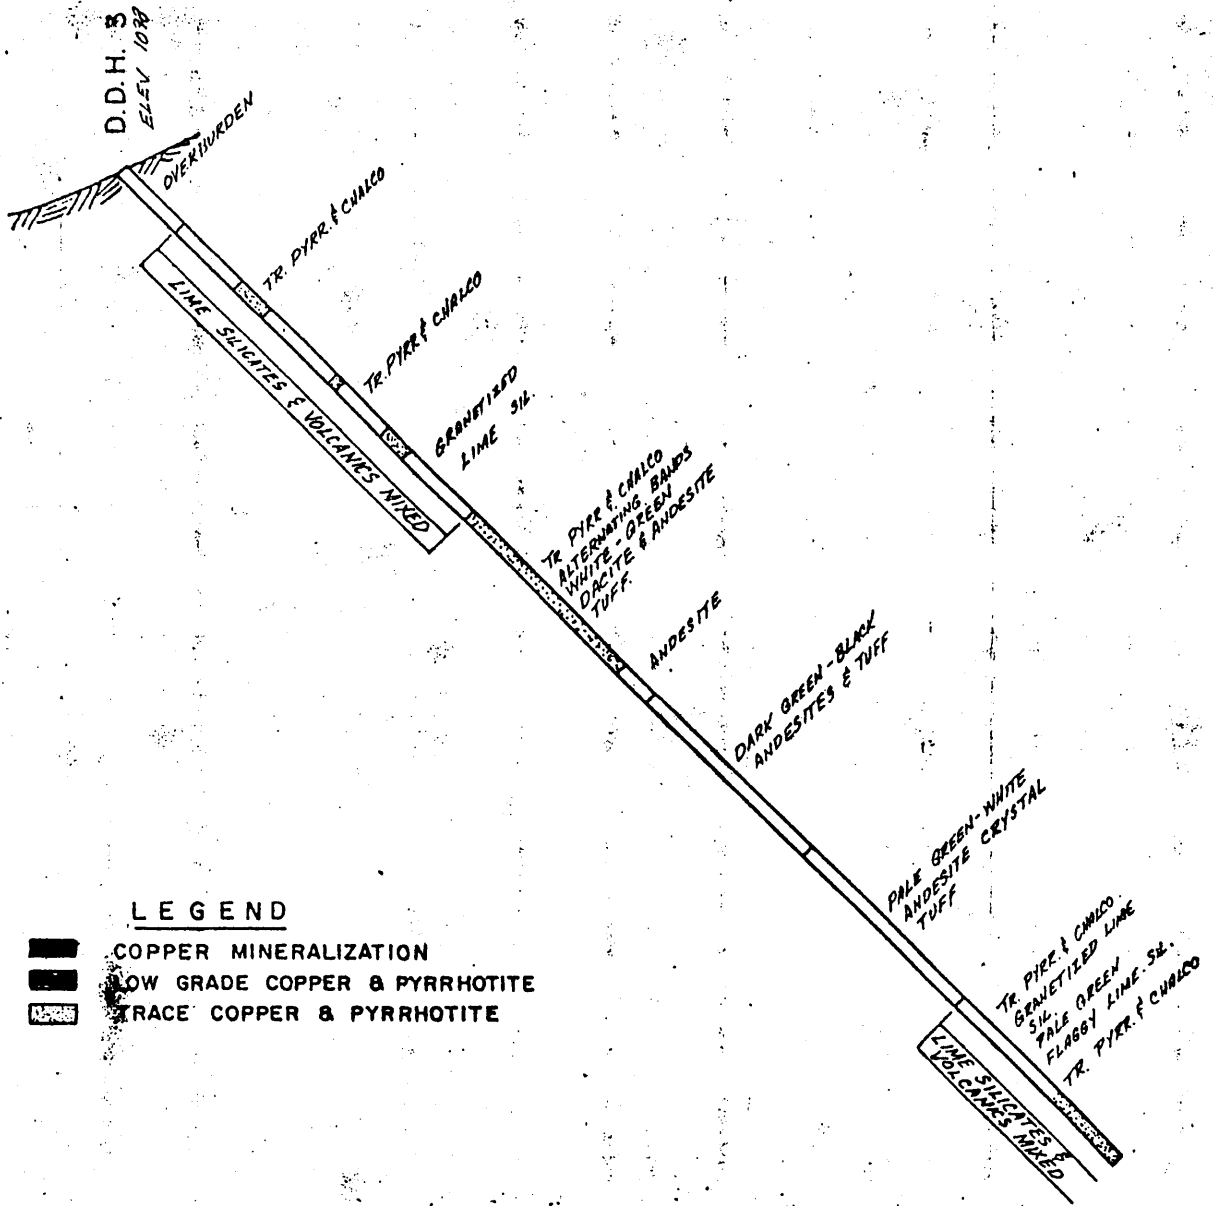 D.D.H. 3
ELEV 1098
OVERBURDEN
TR. PYRR. & CHALCO
TR. PYRR & CHALCO
LIME SILICATES & VOLCANICS MIXED
GRANETIZED
LIME SIL.
TR PYRR & CHALCO
ALTERNATING BANDS
WHITE - GREEN
DACITE & ANDESITE
TUFF.
ANDESITE
DARK GREEN - BLACK
ANDESITES & TUFF
PALE GREEN - WHITE
ANDESITE CRYSTAL
TUFF
TR. PYRR. & CHALCO.
GRANETIZED LIME
SIL.
PALE GREEN
FLAGGY LIME. SIL.
TR. PYRR. & CHALCO
LIME SILICATES &
VOLCANICS MIXED
LEGEND
COPPER MINERALIZATION
LOW GRADE COPPER & PYRRHOTITE
TRACE COPPER & PYRRHOTITE